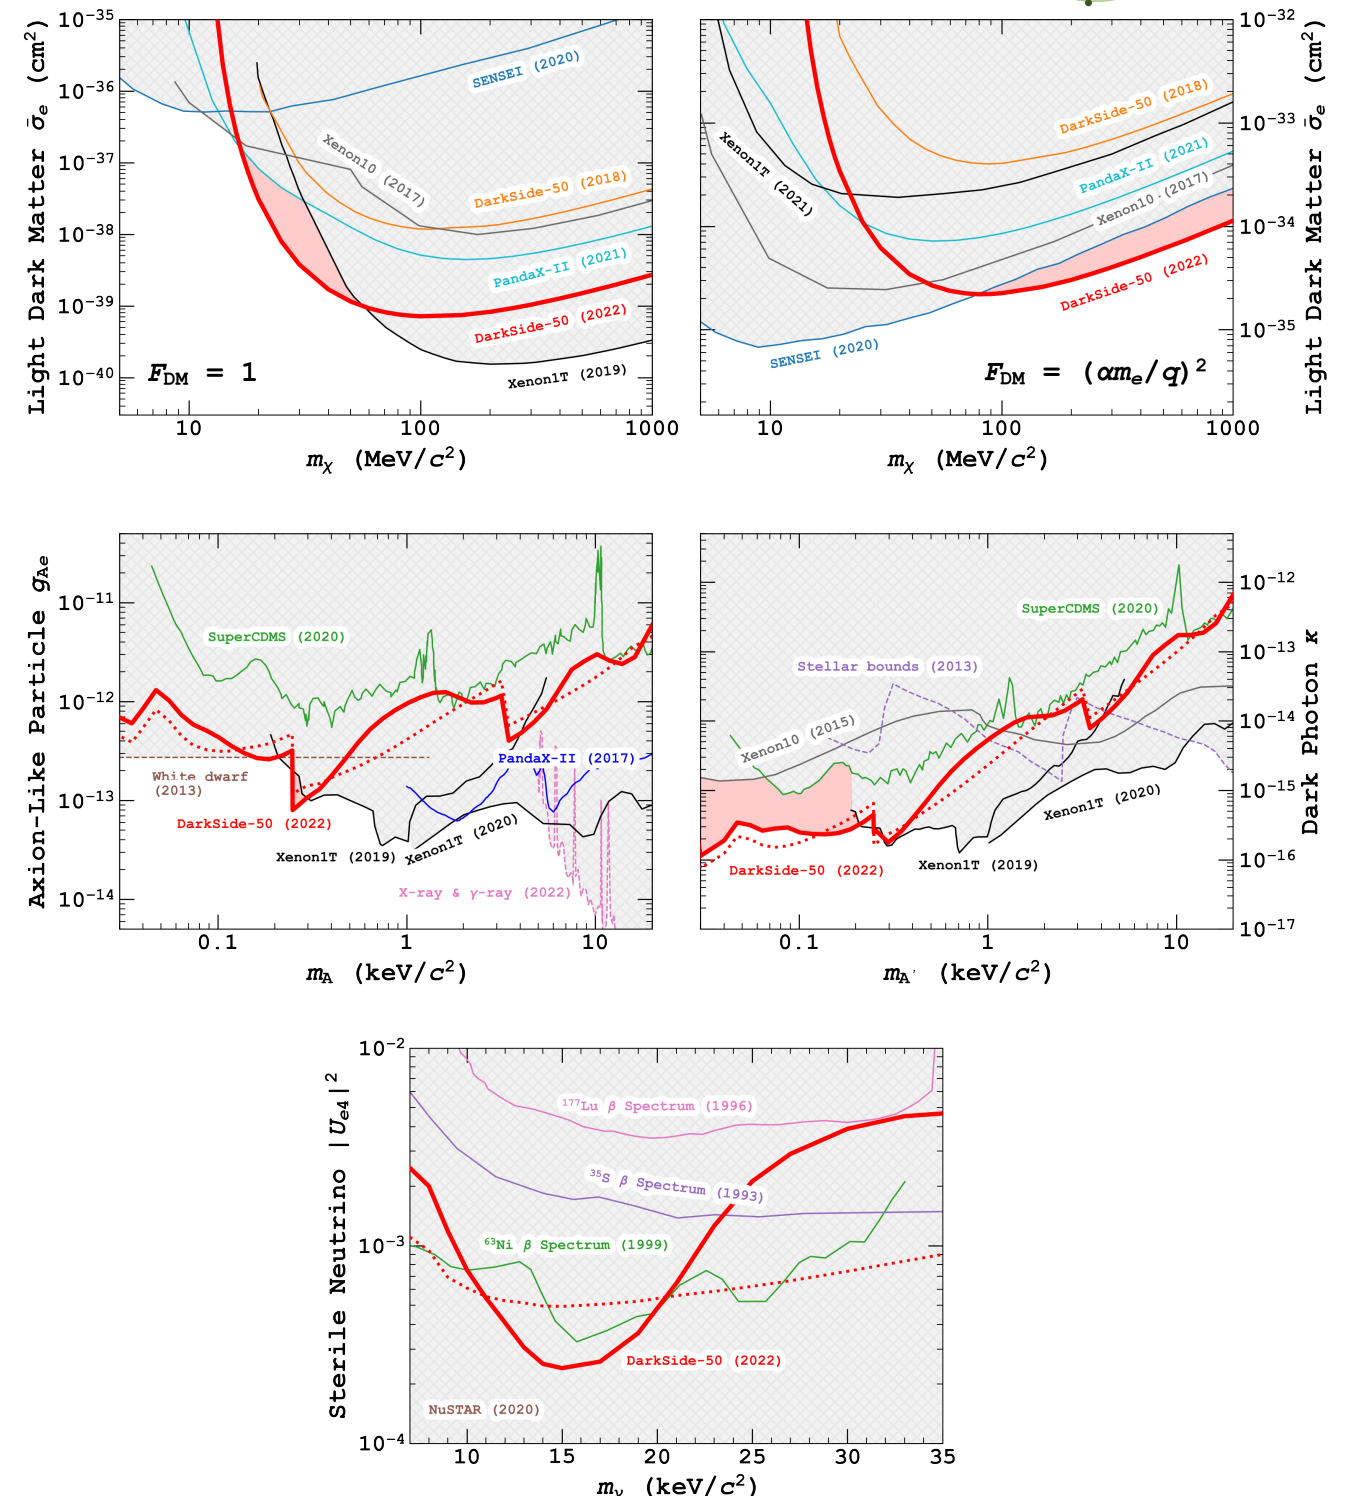 10⁻³⁵
10⁻³⁶
10⁻³⁷
10⁻³⁸
10⁻³⁹
10⁻⁴⁰
Light Dark Matter σ̄ₑ (cm²)
SENSEI (2020)
Xenon10 (2017)
DarkSide-50 (2018)
PandaX-II (2021)
DarkSide-50 (2022)
Xenon1T (2019)
F_DM = 1
10 100 1000
m_χ (MeV/c²)
10⁻³²
10⁻³³
10⁻³⁴
10⁻³⁵
Light Dark Matter σ̄ₑ (cm²)
DarkSide-50 (2018)
Xenon1T (2021)
PandaX-II (2021)
Xenon10 (2017)
DarkSide-50 (2022)
SENSEI (2020)
F_DM = (αmₑ/q)²
10 100 1000
m_χ (MeV/c²)
10⁻¹¹
10⁻¹²
10⁻¹³
10⁻¹⁴
Axion-Like Particle g_Ae
SuperCDMS (2020)
PandaX-II (2017)
White dwarf
(2013)
DarkSide-50 (2022)
Xenon1T (2019)
Xenon1T (2020)
X-ray & γ-ray (2022)
0.1 1 10
m_A (keV/c²)
10⁻¹²
10⁻¹³
10⁻¹⁴
10⁻¹⁵
10⁻¹⁶
10⁻¹⁷
Dark Photon κ
SuperCDMS (2020)
Stellar bounds (2013)
Xenon10 (2015)
Xenon1T (2020)
DarkSide-50 (2022)
Xenon1T (2019)
0.1 1 10
m_A′ (keV/c²)
10⁻²
10⁻³
10⁻⁴
Sterile Neutrino |U_e4|²
¹⁷⁷Lu β Spectrum (1996)
³⁵S β Spectrum (1993)
⁶³Ni β Spectrum (1999)
DarkSide-50 (2022)
NuSTAR (2020)
10 15 20 25 30 35
m_ν (keV/c²)